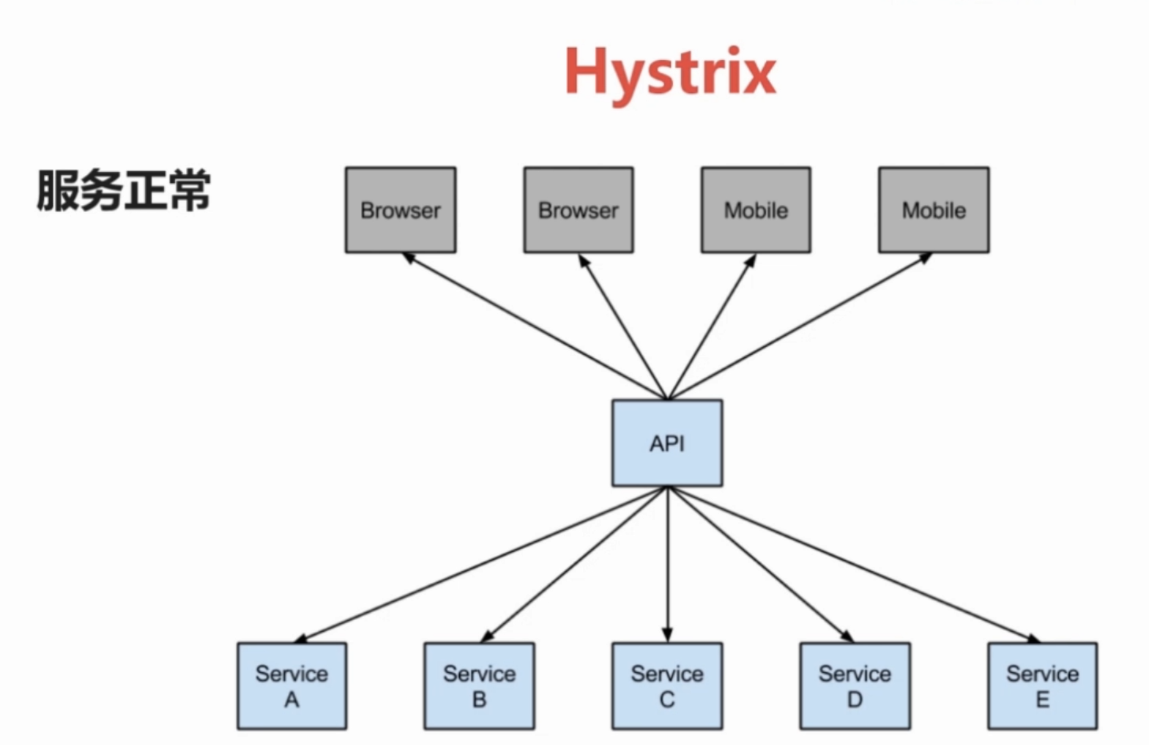 Hystrix
服务正常
Browser
Browser
Mobile
Mobile
API
Service
A
Service
B
Service
C
Service
D
Service
E